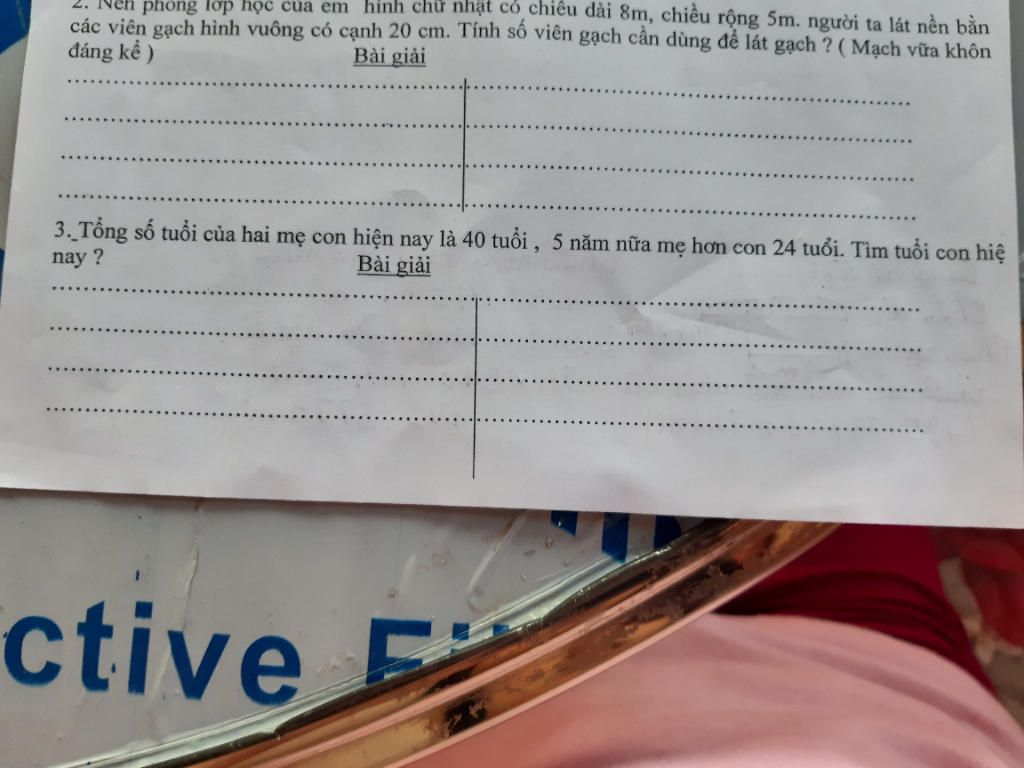 2. Nền phòng lớp học của em hình chữ nhật có chiều dài 8m, chiều rộng 5m. người ta lát nền bằn
các viên gạch hình vuông có cạnh 20 cm. Tính số viên gạch cần dùng để lát gạch ? ( Mạch vữa khôn
đáng kể )
Bài giải
3. Tổng số tuổi của hai mẹ con hiện nay là 40 tuổi , 5 năm nữa mẹ hơn con 24 tuổi. Tìm tuổi con hiệ
nay ?
Bài giải
ctive